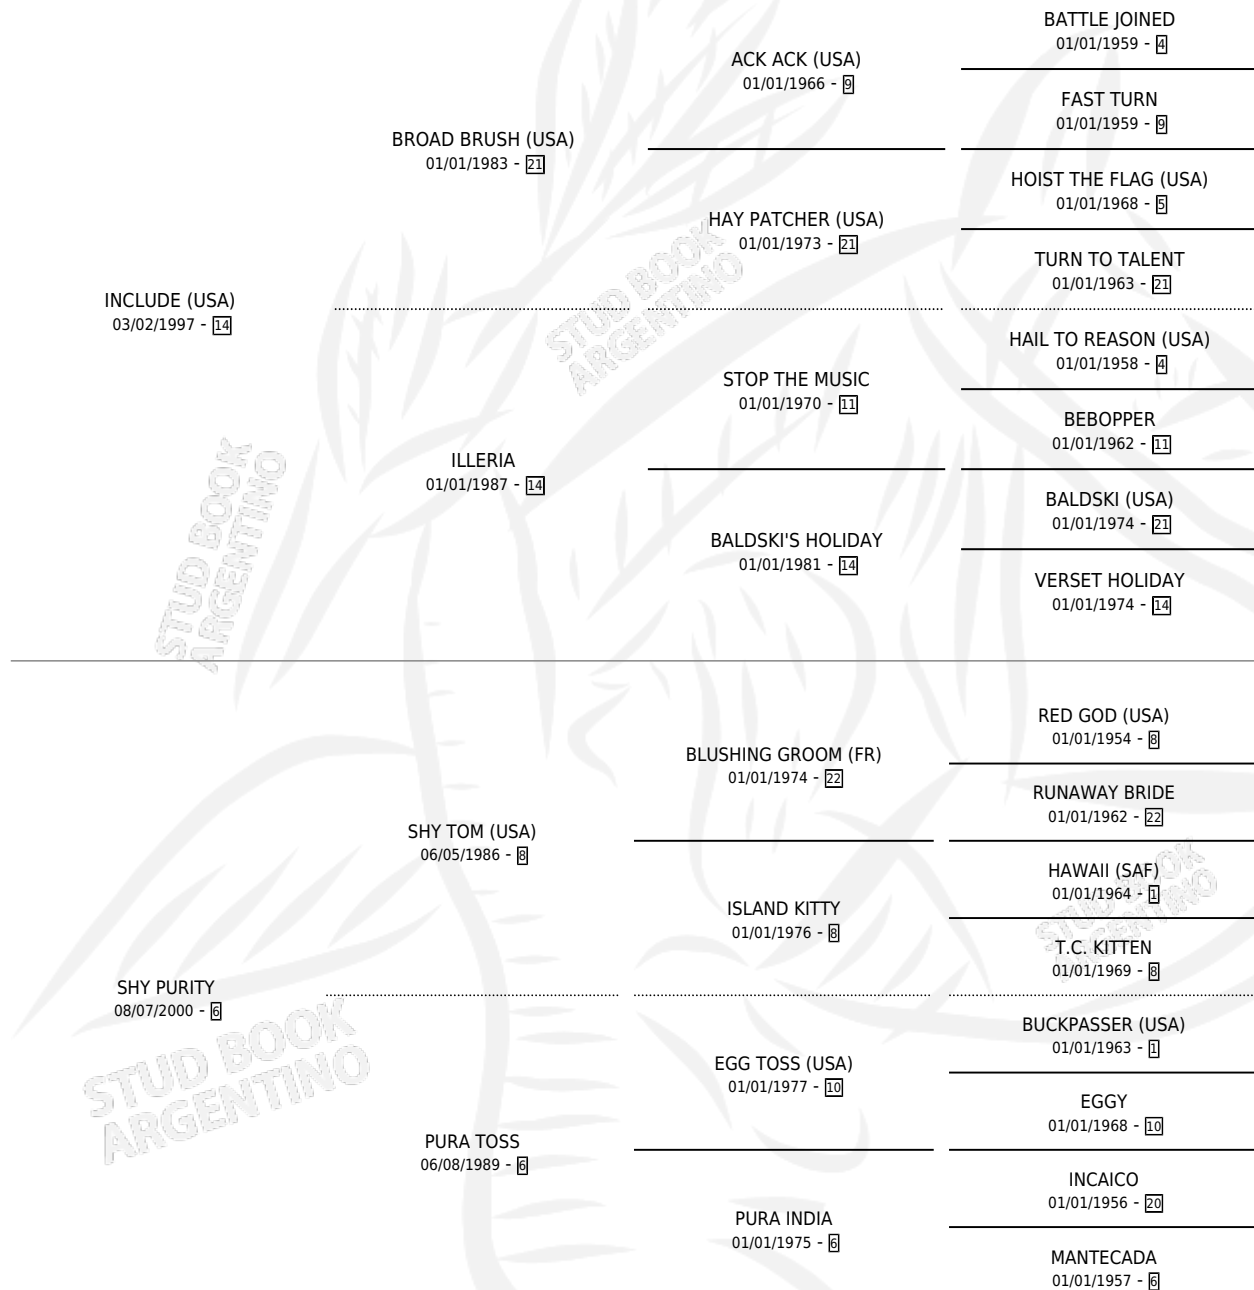 INCLUDE (USA)
03/02/1997 - 14
BROAD BRUSH (USA)
01/01/1983 - 21
ILLERIA
01/01/1987 - 14
ACK ACK (USA)
01/01/1966 - 9
HAY PATCHER (USA)
01/01/1973 - 21
STOP THE MUSIC
01/01/1970 - 11
BALDSKI'S HOLIDAY
01/01/1981 - 14
BATTLE JOINED
01/01/1959 - 4
FAST TURN
01/01/1959 - 9
HOIST THE FLAG (USA)
01/01/1968 - 5
TURN TO TALENT
01/01/1963 - 21
HAIL TO REASON (USA)
01/01/1958 - 4
BEBOPPER
01/01/1962 - 11
BALDSKI (USA)
01/01/1974 - 21
VERSET HOLIDAY
01/01/1974 - 14
SHY PURITY
08/07/2000 - 6
SHY TOM (USA)
06/05/1986 - 8
PURA TOSS
06/08/1989 - 6
BLUSHING GROOM (FR)
01/01/1974 - 22
ISLAND KITTY
01/01/1976 - 8
EGG TOSS (USA)
01/01/1977 - 10
PURA INDIA
01/01/1975 - 6
RED GOD (USA)
01/01/1954 - 8
RUNAWAY BRIDE
01/01/1962 - 22
HAWAII (SAF)
01/01/1964 - 1
T.C. KITTEN
01/01/1969 - 8
BUCKPASSER (USA)
01/01/1963 - 1
EGGY
01/01/1968 - 10
INCAICO
01/01/1956 - 20
MANTECADA
01/01/1957 - 6
STUD BOOK
ARGENTINO
STUD BOOK
ARGENTINO
STUD BOOK
ARGENTINO
STUD BOOK
ARGENTINO